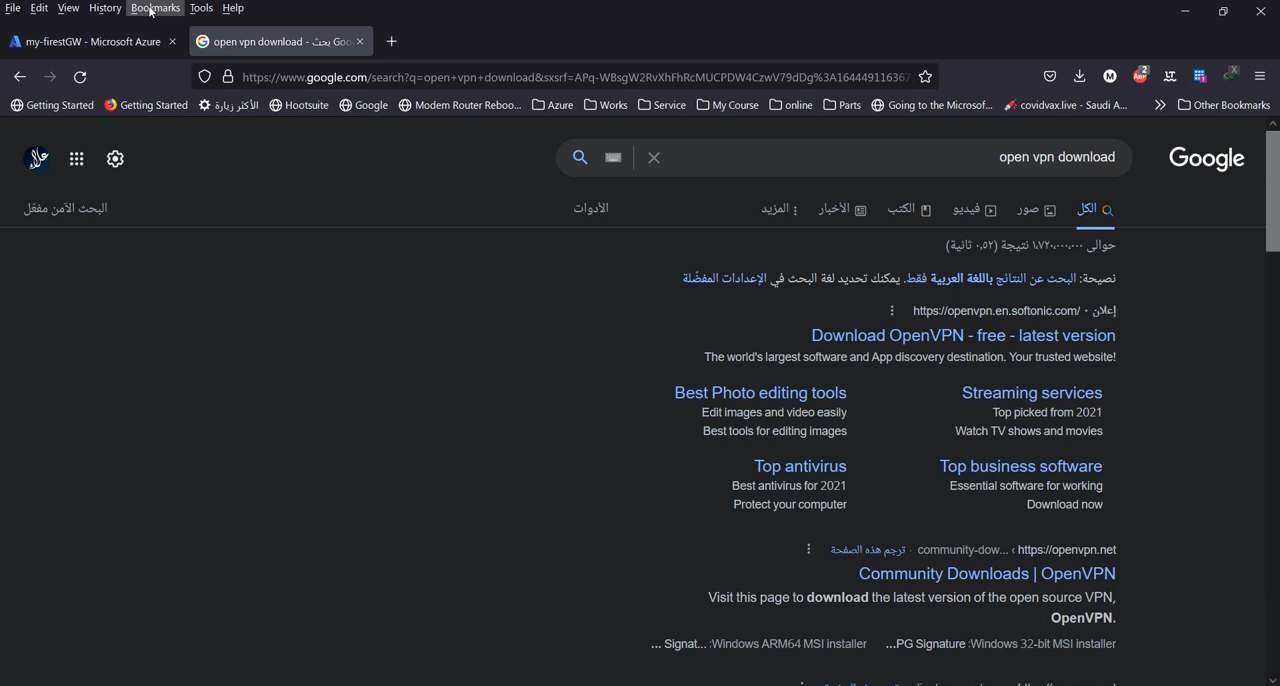 File Edit View History Bookmarks Tools Help
my-firestGW - Microsoft Azure
open vpn download - بحث Goo
https://www.google.com/search?q=open+vpn+download&sxsrf=APq-WBsgW2RvXhFhRcMUCPDW4CzwV79dDg%3A164449116367
Getting Started Getting Started الأكثر زيارة Hootsuite Google Modem Router Reboo... Azure Works Service My Course online Parts Going to the Microsof... covidvax.live - Saudi A... Other Bookmarks
open vpn download
Google
الكل صور فيديو الكتب الأخبار المزيد الأدوات البحث الآمن مفعّل
حوالى ١٬٧٢٠٬٠٠٠٬٠٠٠ نتيجة (٠٫٥٢ ثانية)
نصيحة: البحث عن النتائج باللغة العربية فقط. يمكنك تحديد لغة البحث في الإعدادات المفضّلة
إعلان · https://openvpn.en.softonic.com/
Download OpenVPN - free - latest version
The world's largest software and App discovery destination. Your trusted website!
Streaming services
Top picked from 2021
Watch TV shows and movies
Best Photo editing tools
Edit images and video easily
Best tools for editing images
Top business software
Essential software for working
Download now
Top antivirus
Best antivirus for 2021
Protect your computer
https://openvpn.net › community-dow... · ترجم هذه الصفحة
Community Downloads | OpenVPN
Visit this page to download the latest version of the open source VPN,
OpenVPN.
Windows 32-bit MSI installer: PG Signature... Windows ARM64 MSI installer: Signat... ...